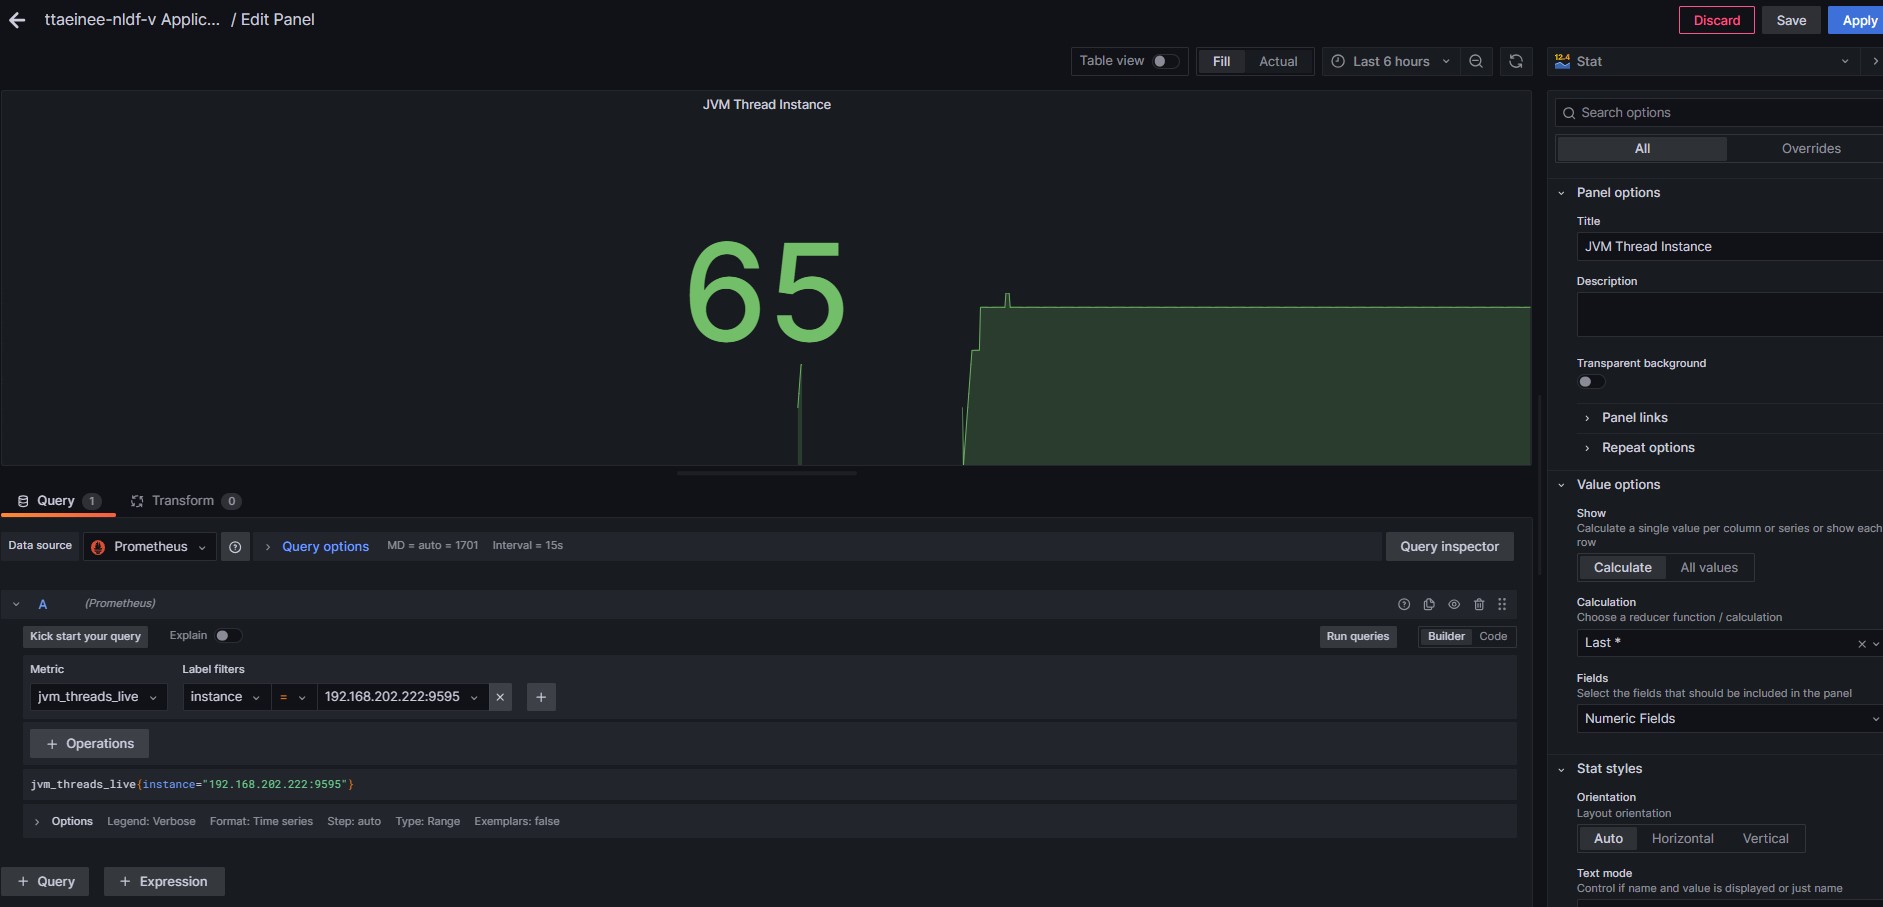 ttaeinee-nldf-v Applic... / Edit Panel
Discard
Save
Apply
Table view
Fill
Actual
Last 6 hours
12.4
Stat
JVM Thread Instance
65
Search options
All
Overrides
Panel options
Title
JVM Thread Instance
Description
Transparent background
Panel links
Repeat options
Value options
Show
Calculate a single value per column or series or show each
row
Calculate
All values
Calculation
Choose a reducer function / calculation
Last *
Fields
Select the fields that should be included in the panel
Numeric Fields
Stat styles
Orientation
Layout orientation
Auto
Horizontal
Vertical
Text mode
Control if name and value is displayed or just name
Query 1
Transform 0
Data source
Prometheus
Query options
MD = auto = 1701
Interval = 15s
Query inspector
A
(Prometheus)
Kick start your query
Explain
Run queries
Builder
Code
Metric
Label filters
jvm_threads_live
instance
=
192.168.202.222:9595
+ Operations
jvm_threads_live{instance="192.168.202.222:9595"}
Options
Legend: Verbose
Format: Time series
Step: auto
Type: Range
Exemplars: false
+ Query
+ Expression